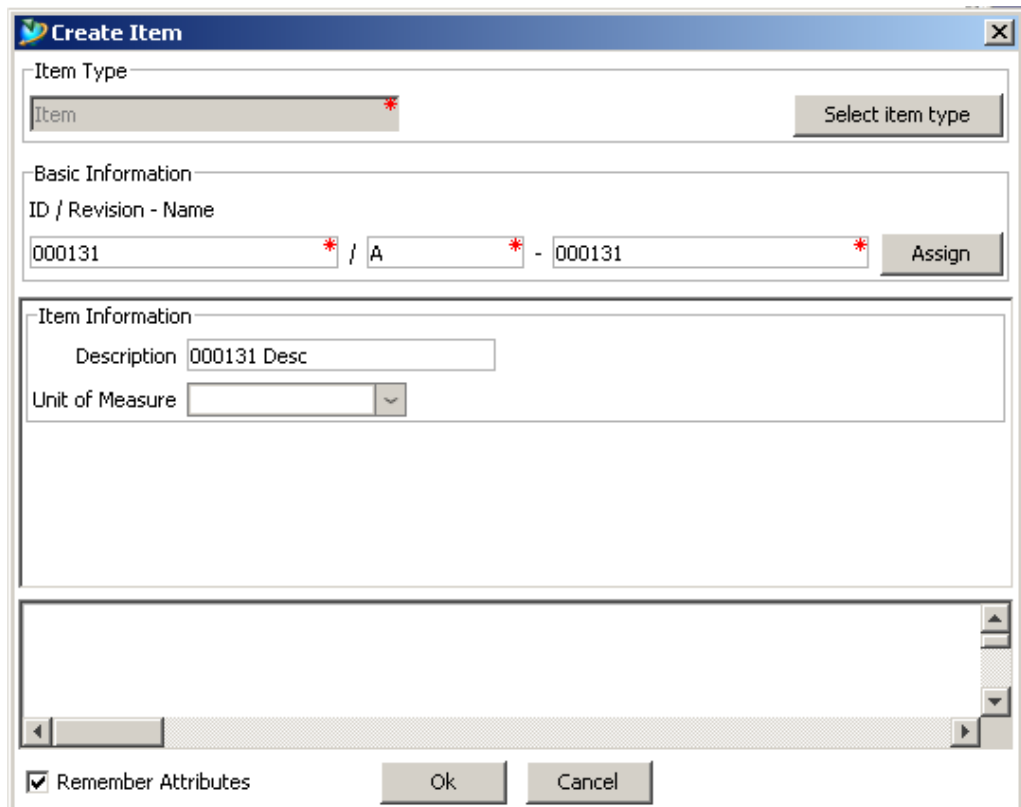 Create Item
Item Type
Item * Select item type
Basic Information
ID / Revision - Name
000131 * / A * - 000131 * Assign
Item Information
Description 000131 Desc
Unit of Measure
Remember Attributes Ok Cancel